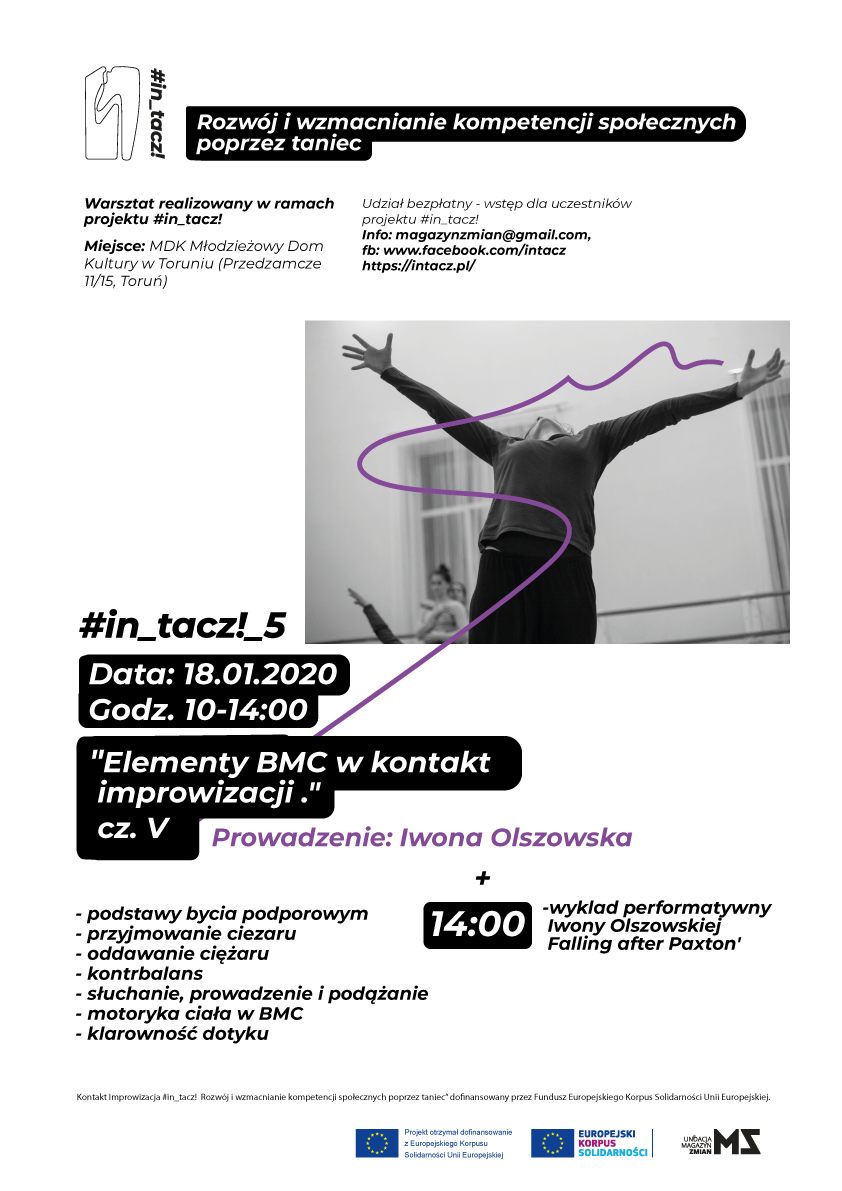 #in_tacz!
Rozwój i wzmacnianie kompetencji społecznych
poprzez taniec
Warsztat realizowany w ramach
projektu #in_tacz!
Miejsce: MDK Młodzieżowy Dom
Kultury w Toruniu (Przedzamcze
11/15, Toruń)
Udział bezpłatny - wstęp dla uczestników
projektu #in_tacz!
Info: magazynzmian@gmail.com,
fb: www.facebook.com/intacz
https://intacz.pl/
#in_tacz!_5
Data: 18.01.2020
Godz. 10-14:00
"Elementy BMC w kontakt
improwizacji ."
cz. V
Prowadzenie: Iwona Olszowska
+
14:00
-wyklad performatywny
Iwony Olszowskiej
Falling after Paxton'
- podstawy bycia podporowym
- przyjmowanie ciezaru
- oddawanie ciężaru
- kontrbalans
- słuchanie, prowadzenie i podążanie
- motoryka ciała w BMC
- klarowność dotyku
Kontakt Improwizacja #in_tacz! Rozwój i wzmacnianie kompetencji społecznych poprzez taniec" dofinansowany przez Fundusz Europejskiego Korpus Solidarności Unii Europejskiej.
Projekt otrzymał dofinansowanie
z Europejskiego Korpusu
Solidarności Unii Europejskiej
EUROPEJSKI
KORPUS
SOLIDARNOŚCI
FUNDACJA
MAGAZYN
ZMIAN
MZ